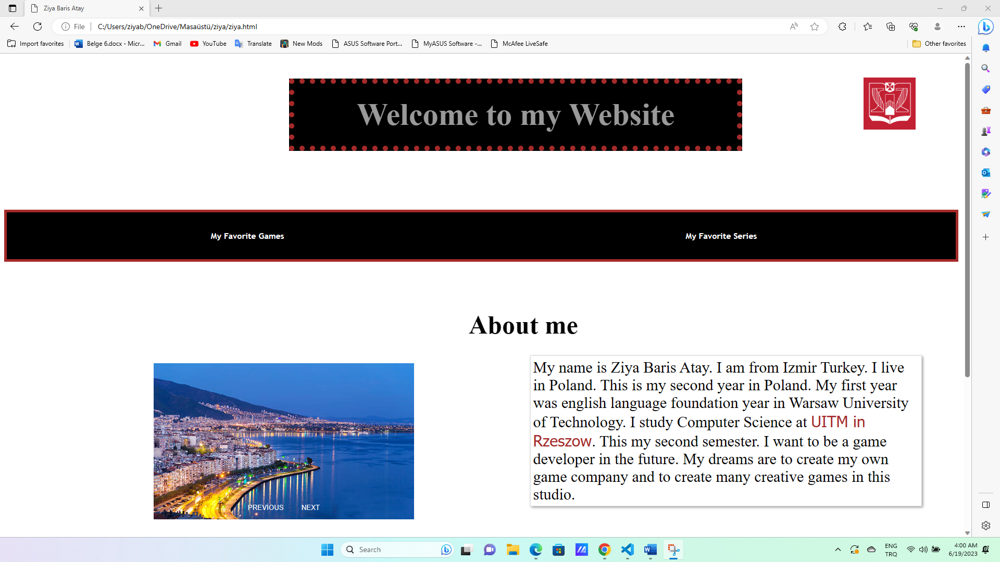 Ziya Baris Atay
File
C:/Users/ziyab/OneDrive/Masaüstü/ziya/ziya.html
Import favorites
Belge 6.docx - Micr...
Gmail
YouTube
Translate
New Mods
ASUS Software Port...
MyASUS Software -...
McAfee LiveSafe
Other favorites
Welcome to my Website
My Favorite Games
My Favorite Series
About me
PREVİOUS
NEXT
My name is Ziya Baris Atay. I am from Izmir Turkey. I live
in Poland. This is my second year in Poland. My first year
was english language foundation year in Warsaw University
of Technology. I study Computer Science at UITM in
Rzeszow. This my second semester. I want to be a game
developer in the future. My dreams are to create my own
game company and to create many creative games in this
studio.
Search
ENG
TRQ
4:00 AM
6/19/2023